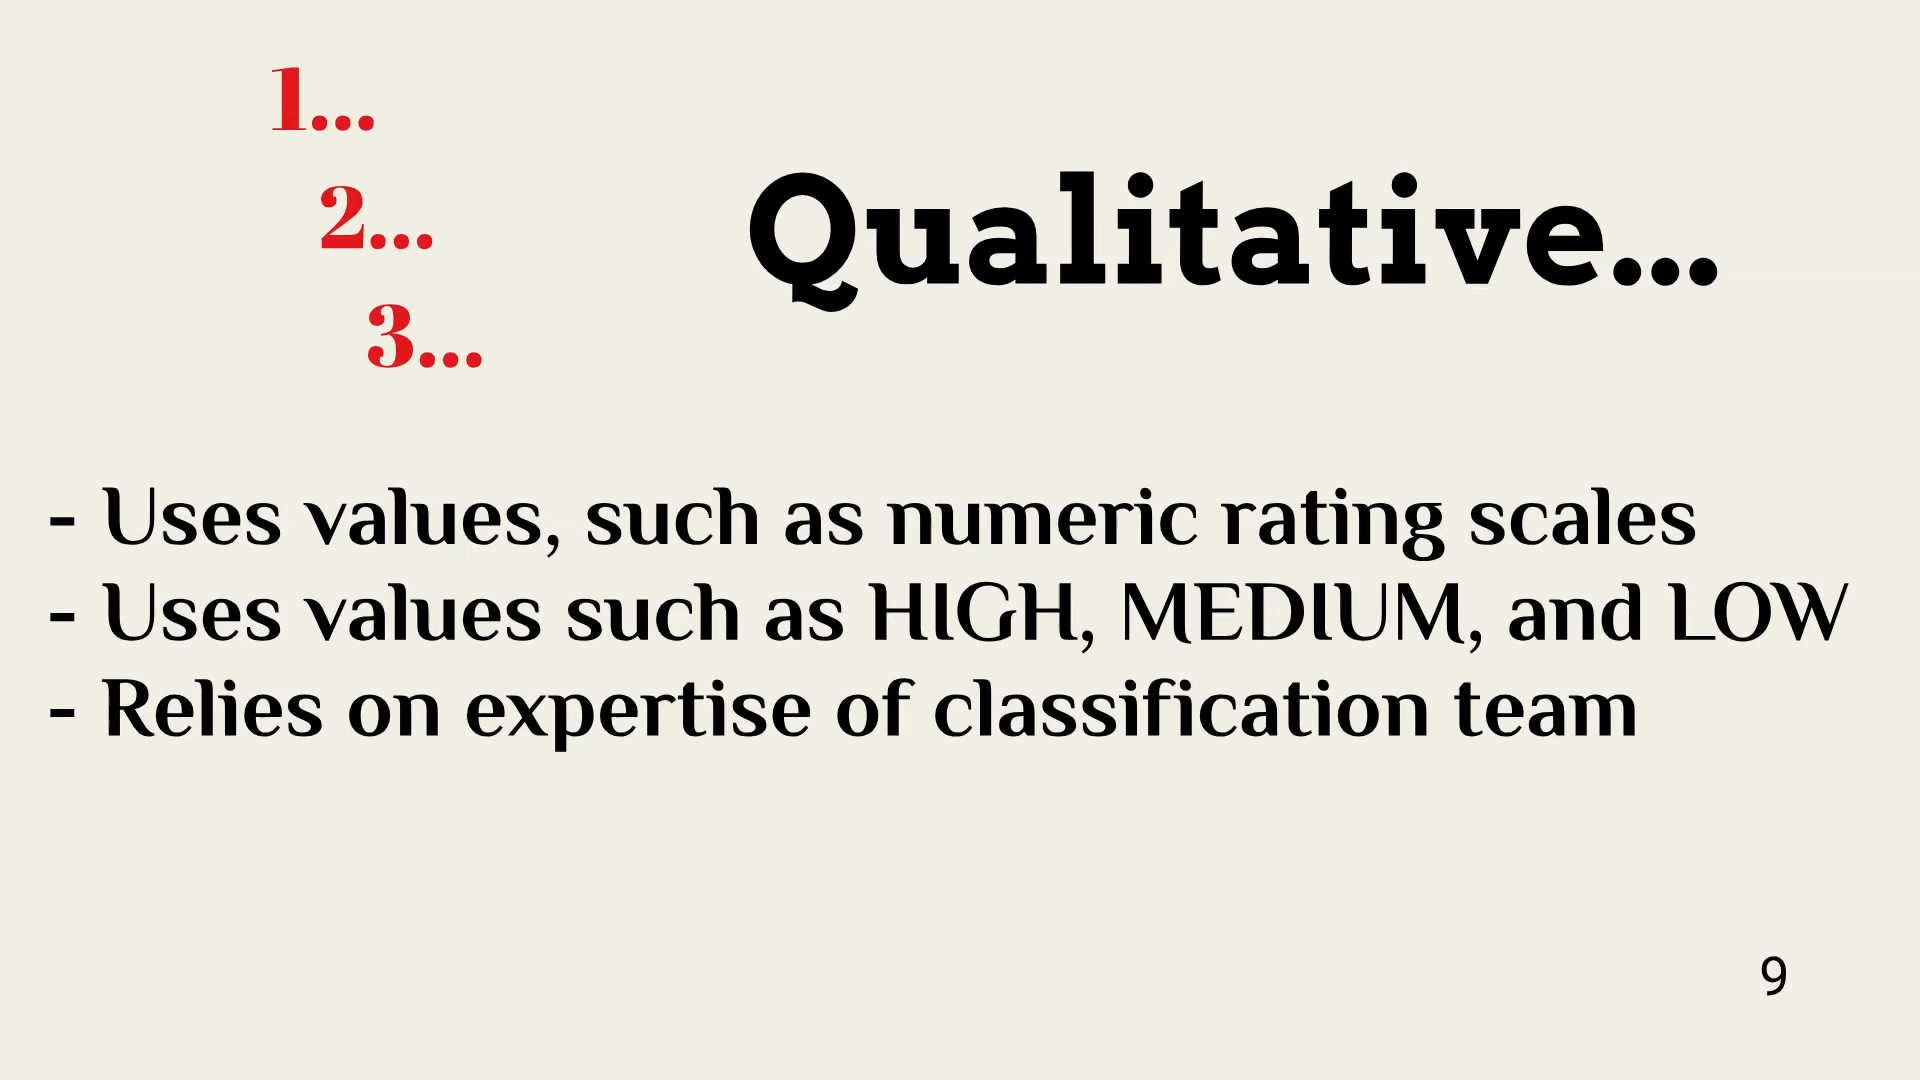 1...
2...
3...
Qualitative...
- Uses values, such as numeric rating scales
- Uses values such as HIGH, MEDIUM, and LOW
- Relies on expertise of classification team
9